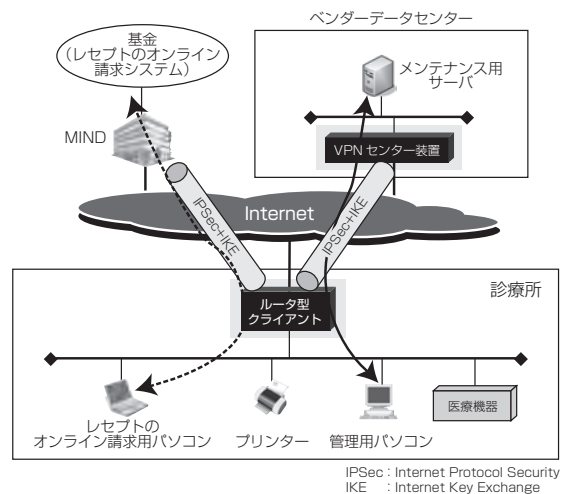 ベンダーデータセンター
基金
(レセプトのオンライン
請求システム)
メンテナンス用
サーバ
MIND
VPN センター装置
Internet
IPSec+IKE
IPSec+IKE
診療所
ルータ型
クライアント
レセプトの
オンライン請求用パソコン
プリンター
管理用パソコン
医療機器
IPSec : Internet Protocol Security
IKE : Internet Key Exchange